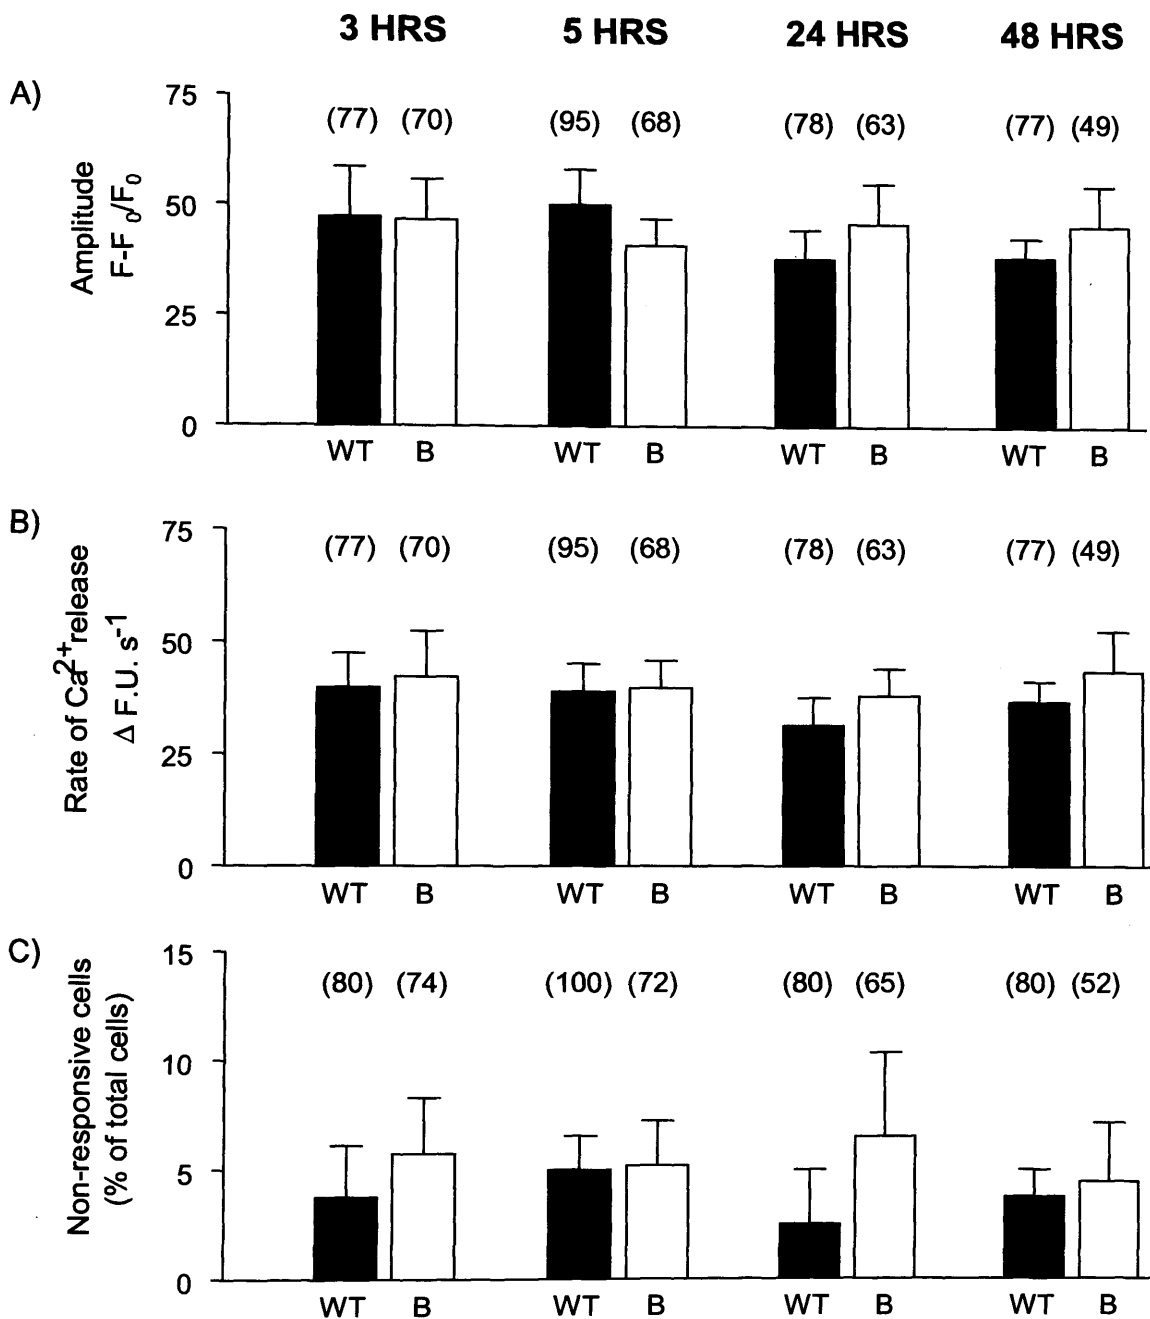 3 HRS 5 HRS 24 HRS 48 HRS
A)
Amplitude
F-F 0/F0
75
50
25
0
(77) (70) (95) (68) (78) (63) (77) (49)
WT B WT B WT B WT B
B)
Rate of Ca2+release
Δ F.U. s-1
75
50
25
0
(77) (70) (95) (68) (78) (63) (77) (49)
WT B WT B WT B WT B
C)
Non-responsive cells
(% of total cells)
15
10
5
0
(80) (74) (100) (72) (80) (65) (80) (52)
WT B WT B WT B WT B